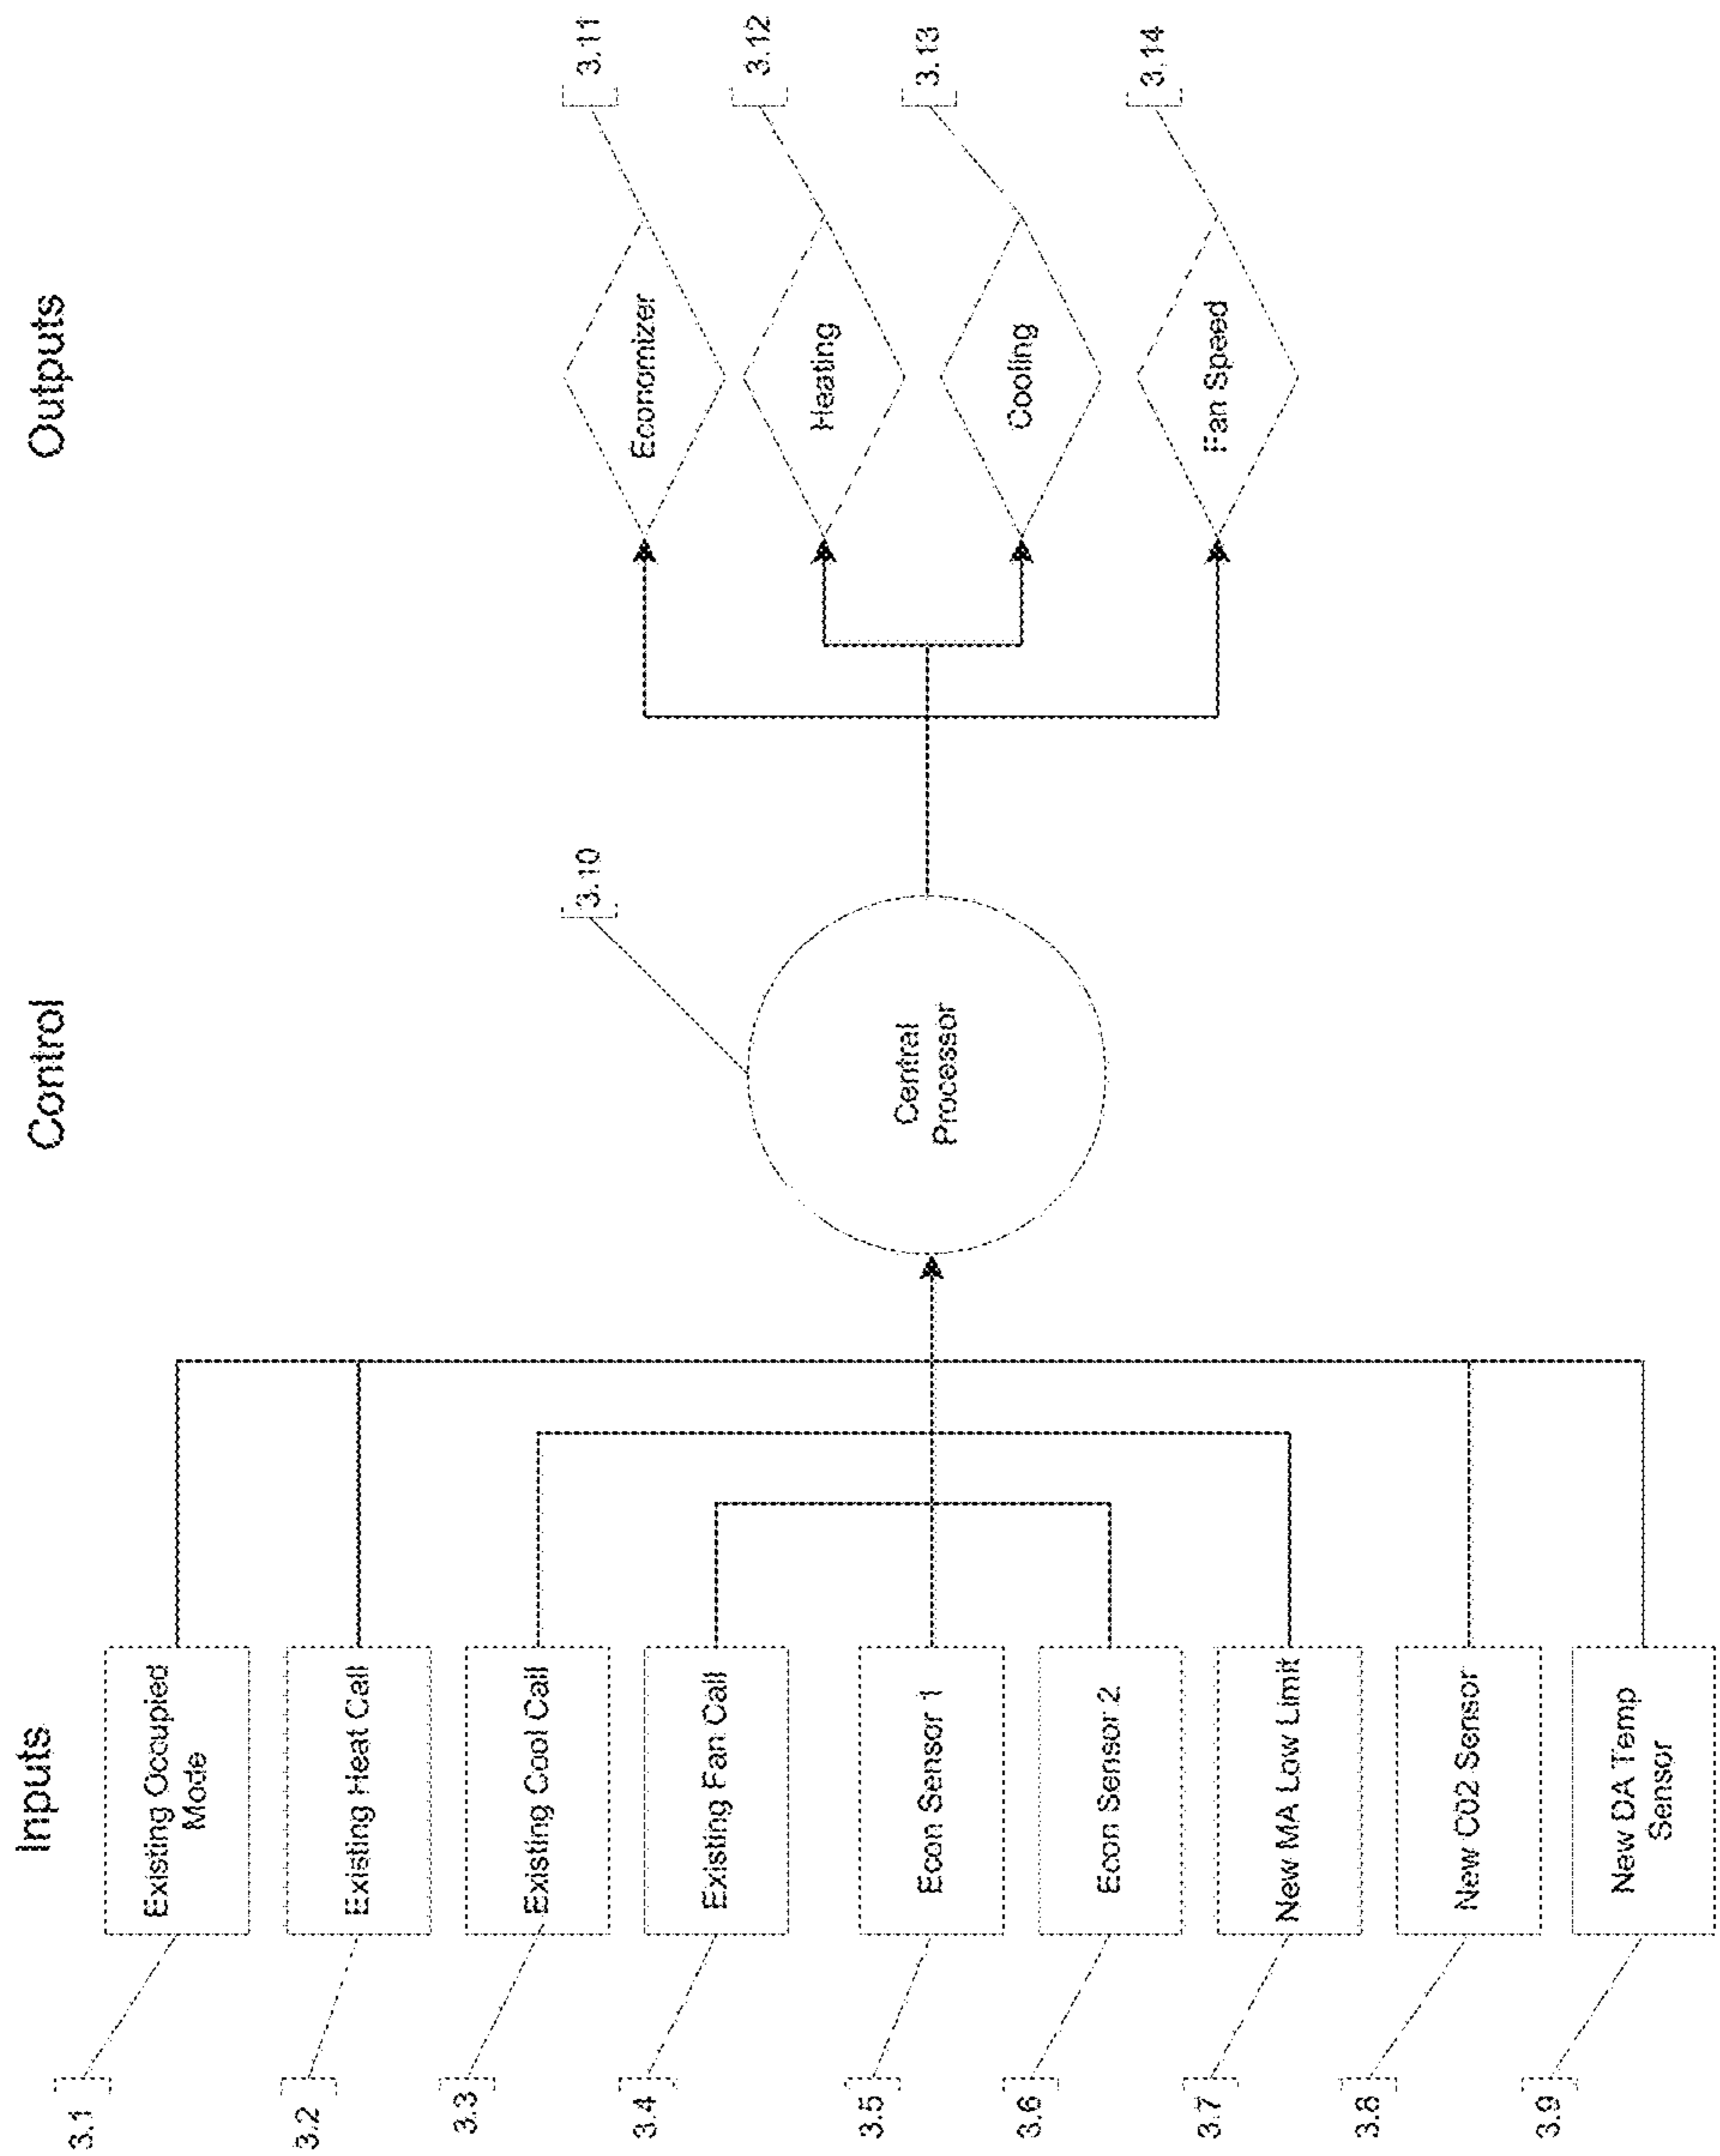 Inputs
Control
Outputs
3.1
Existing Occupied
Mode
3.2
Existing Heat Call
3.3
Existing Cool Call
3.4
Existing Fan Call
3.5
Econ Sensor 1
3.6
Econ Sensor 2
3.7
New MA Low Limit
3.8
New C02 Sensor
3.9
New DA Temp
Sensor
3.10
Central
Processor
3.11
Economizer
3.12
Heating
3.13
Cooling
3.14
Fan Speed